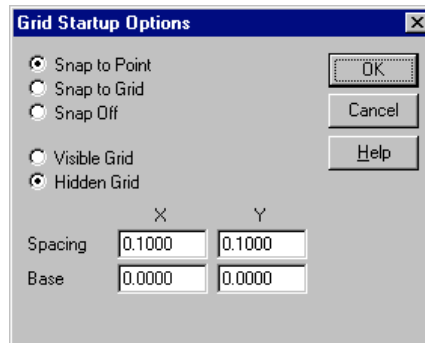 Grid Startup Options
Snap to Point
Snap to Grid
Snap Off
Visible Grid
Hidden Grid
X Y
Spacing 0.1000 0.1000
Base 0.0000 0.0000
OK
Cancel
Help